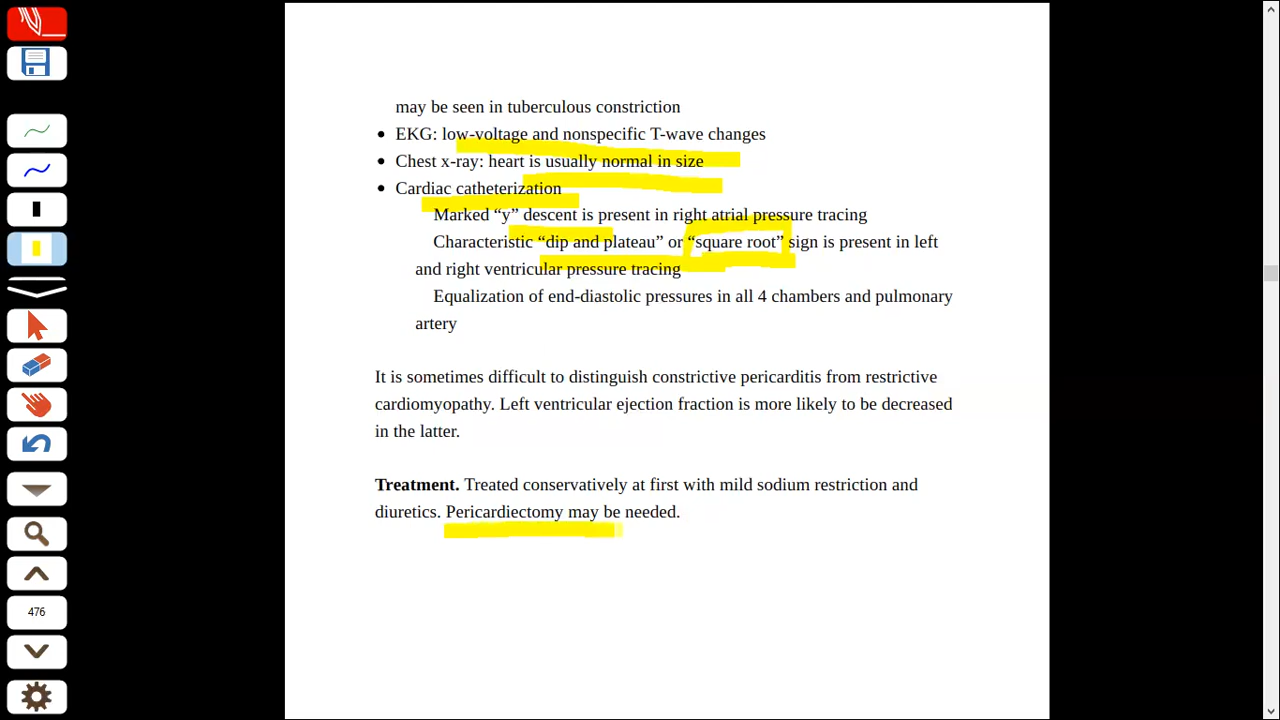 may be seen in tuberculous constriction
• EKG: low-voltage and nonspecific T-wave changes
• Chest x-ray: heart is usually normal in size
• Cardiac catheterization
Marked “y” descent is present in right atrial pressure tracing
Characteristic “dip and plateau” or “square root” sign is present in left
and right ventricular pressure tracing
Equalization of end-diastolic pressures in all 4 chambers and pulmonary
artery
It is sometimes difficult to distinguish constrictive pericarditis from restrictive
cardiomyopathy. Left ventricular ejection fraction is more likely to be decreased
in the latter.
Treatment. Treated conservatively at first with mild sodium restriction and
diuretics. Pericardiectomy may be needed.
476